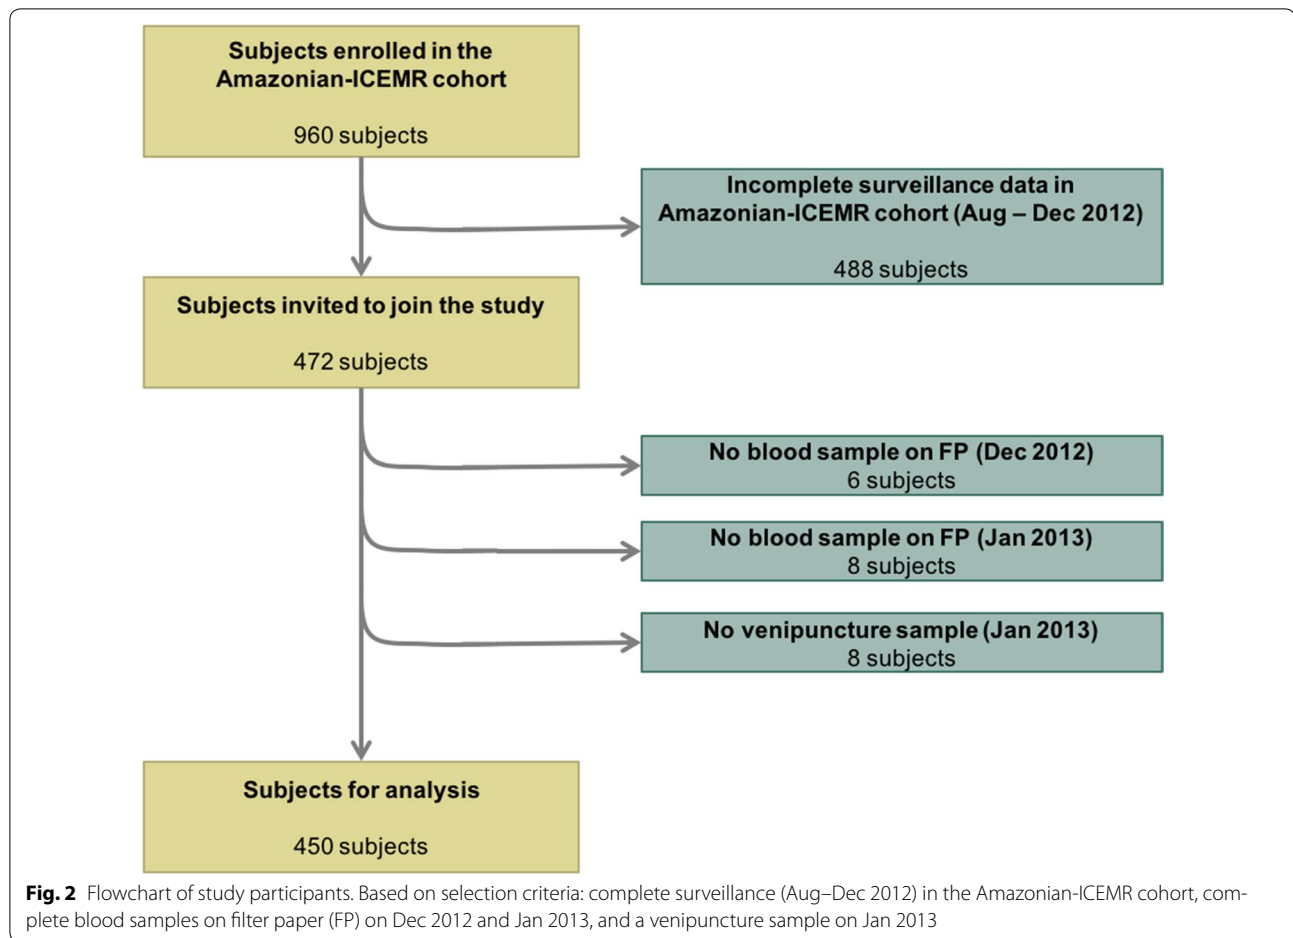 Subjects enrolled in the
Amazonian-ICEMR cohort
960 subjects
Incomplete surveillance data in
Amazonian-ICEMR cohort (Aug – Dec 2012)
488 subjects
Subjects invited to join the study
472 subjects
No blood sample on FP (Dec 2012)
6 subjects
No blood sample on FP (Jan 2013)
8 subjects
No venipuncture sample (Jan 2013)
8 subjects
Subjects for analysis
450 subjects
Fig. 2 Flowchart of study participants. Based on selection criteria: complete surveillance (Aug–Dec 2012) in the Amazonian-ICEMR cohort, com-
plete blood samples on filter paper (FP) on Dec 2012 and Jan 2013, and a venipuncture sample on Jan 2013